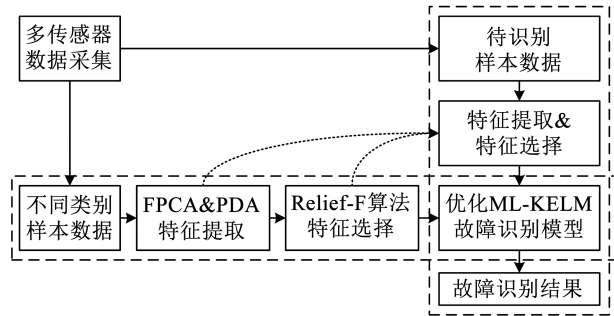 多传感器
数据采集
待识别
样本数据
特征提取&
特征选择
不同类别
样本数据
FPCA&PDA
特征提取
Relief-F算法
特征选择
优化ML-KELM
故障识别模型
故障识别结果